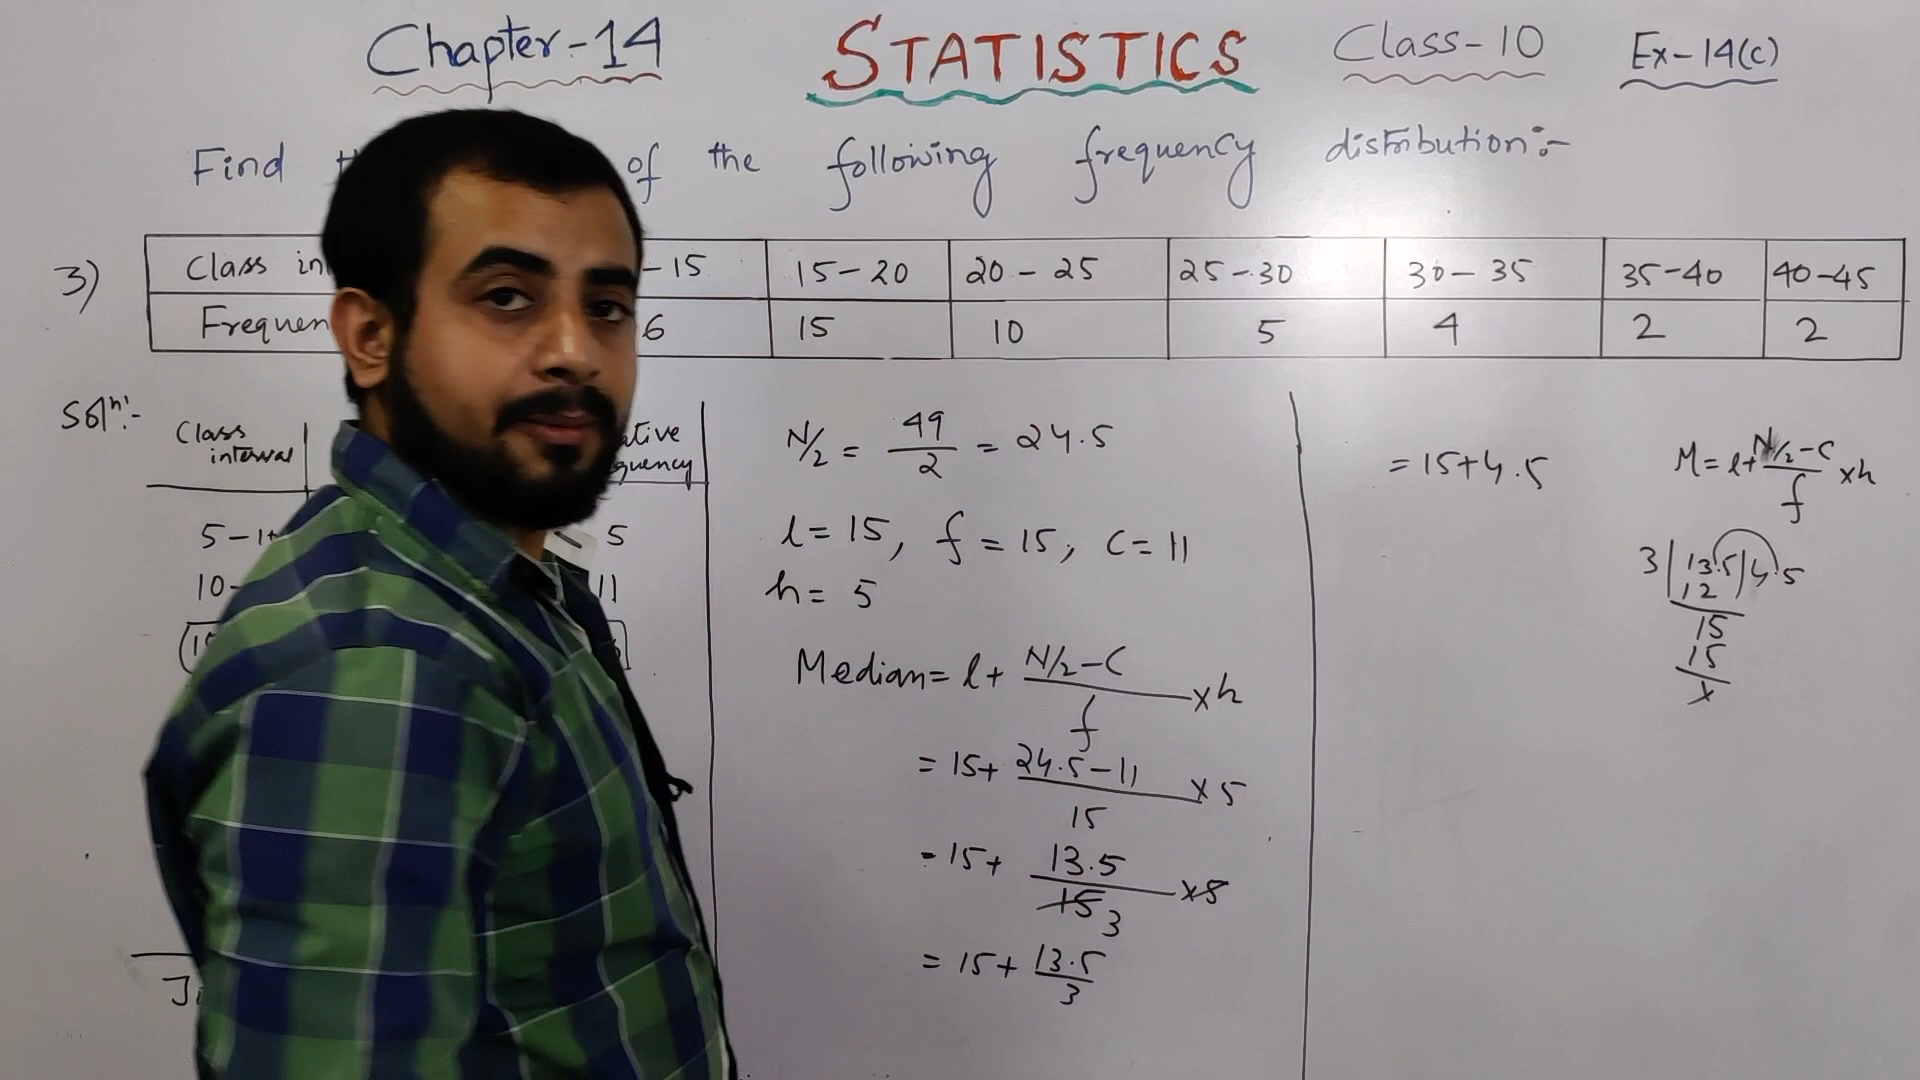 Chapter-14 STATISTICS Class-10 Ex-14(c)
Find of the following frequency distribution:-
3) Class in -15 15-20 20-25 25-30 30-35 35-40 40-45
Frequen 6 15 10 5 4 2 2
Solⁿ:-
Class interval
ative quency
5-1 5
10- 11
N/2 = 49/2 = 24.5
l = 15, f = 15, C = 11
h = 5
Median = l + (N/2 - C)/f × h
= 15 + (24.5 - 11)/15 × 5
= 15 + 13.5/15 3 × 5
= 15 + 13.5/3
= 15 + 4.5
M = l + (N/2 - C)/f × h
3 | 13.5 | 4.5
12
15
15
x